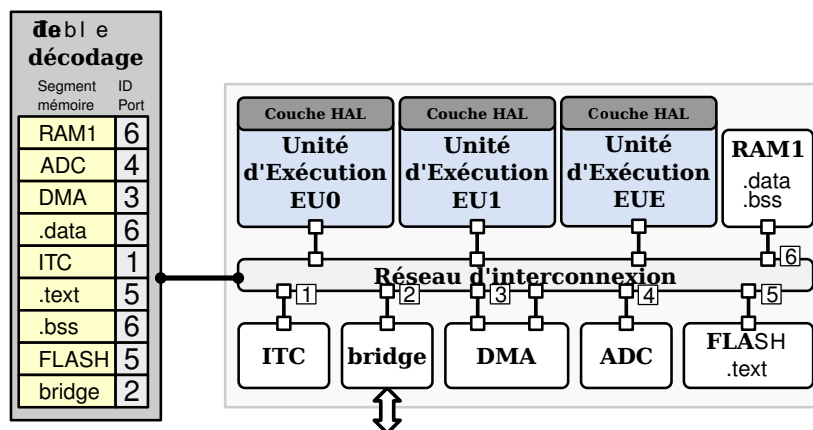 Table de
décodage
Segment mémoire
ID Port
RAM1 6
ADC 4
DMA 3
.data 6
ITC 1
.text 5
.bss 6
FLASH 5
bridge 2
Couche HAL
Unité
d'Exécution
EU0
Couche HAL
Unité
d'Exécution
EU1
Couche HAL
Unité
d'Exécution
EUE
RAM1
.data
.bss
6
Réseau d'interconnexion
1
2
3
4
5
ITC
bridge
DMA
ADC
FLASH
.text